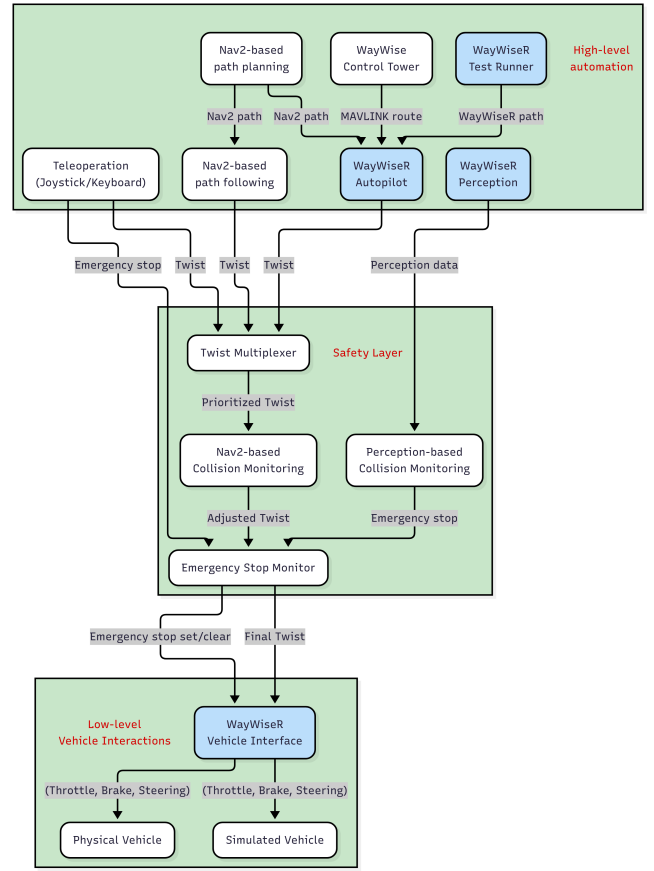 Nav2-based
path planning
WayWise
Control Tower
WayWiseR
Test Runner
High-level
automation
Nav2 path
Nav2 path
MAVLINK route
WayWiseR path
Teleoperation
(Joystick/Keyboard)
Nav2-based
path following
WayWiseR
Autopilot
WayWiseR
Perception
Emergency stop
Twist
Twist
Twist
Perception data
Twist Multiplexer
Safety Layer
Prioritized Twist
Nav2-based
Collision Monitoring
Perception-based
Collision Monitoring
Adjusted Twist
Emergency stop
Emergency Stop Monitor
Emergency stop set/clear
Final Twist
Low-level
Vehicle Interactions
WayWiseR
Vehicle Interface
(Throttle, Brake, Steering)
(Throttle, Brake, Steering)
Physical Vehicle
Simulated Vehicle